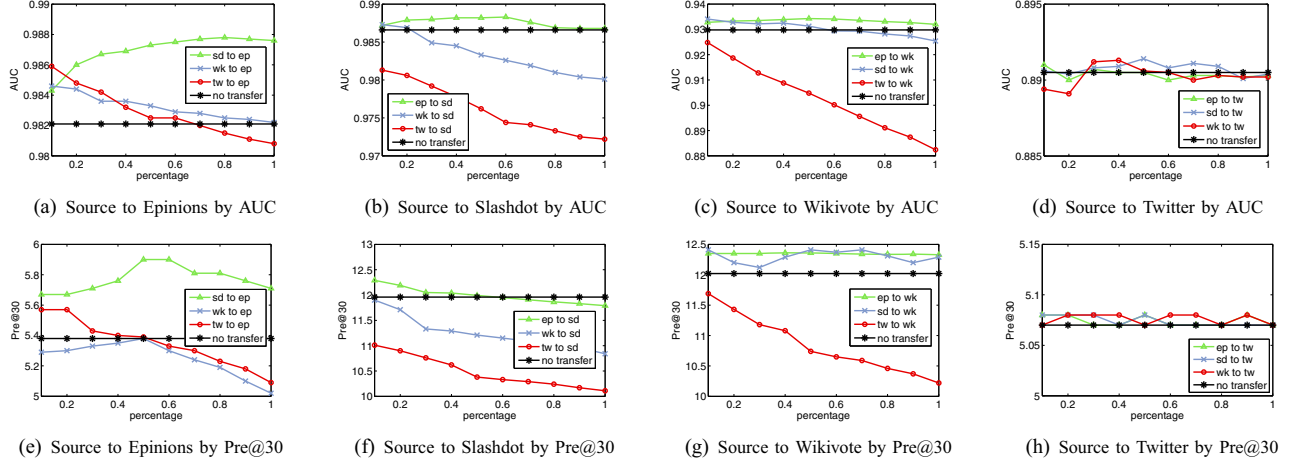 0.99
0.988
0.986
0.984
0.982
0.98
AUC
0.2 0.4 0.6 0.8 1
percentage
sd to ep
wk to ep
tw to ep
no transfer
(a) Source to Epinions by AUC
0.99
0.985
0.98
0.975
0.97
AUC
0.2 0.4 0.6 0.8 1
percentage
ep to sd
wk to sd
tw to sd
no transfer
(b) Source to Slashdot by AUC
0.94
0.93
0.92
0.91
0.9
0.89
0.88
AUC
0.2 0.4 0.6 0.8 1
percentage
ep to wk
sd to wk
tw to wk
no transfer
(c) Source to Wikivote by AUC
0.895
0.89
0.885
AUC
0.2 0.4 0.6 0.8 1
percentage
ep to tw
sd to tw
wk to tw
no transfer
(d) Source to Twitter by AUC
6
5.8
5.6
5.4
5.2
5
Pre@30
0.2 0.4 0.6 0.8 1
percentage
sd to ep
wk to ep
tw to ep
no transfer
(e) Source to Epinions by Pre@30
13
12.5
12
11.5
11
10.5
10
Pre@30
0.2 0.4 0.6 0.8 1
percentage
ep to sd
wk to sd
tw to sd
no transfer
(f) Source to Slashdot by Pre@30
12.5
12
11.5
11
10.5
10
Pre@30
0.2 0.4 0.6 0.8 1
percentage
ep to wk
sd to wk
tw to wk
no transfer
(g) Source to Wikivote by Pre@30
5.15
5.1
5.05
5
Pre@30
0.2 0.4 0.6 0.8 1
percentage
ep to tw
sd to tw
wk to tw
no transfer
(h) Source to Twitter by Pre@30